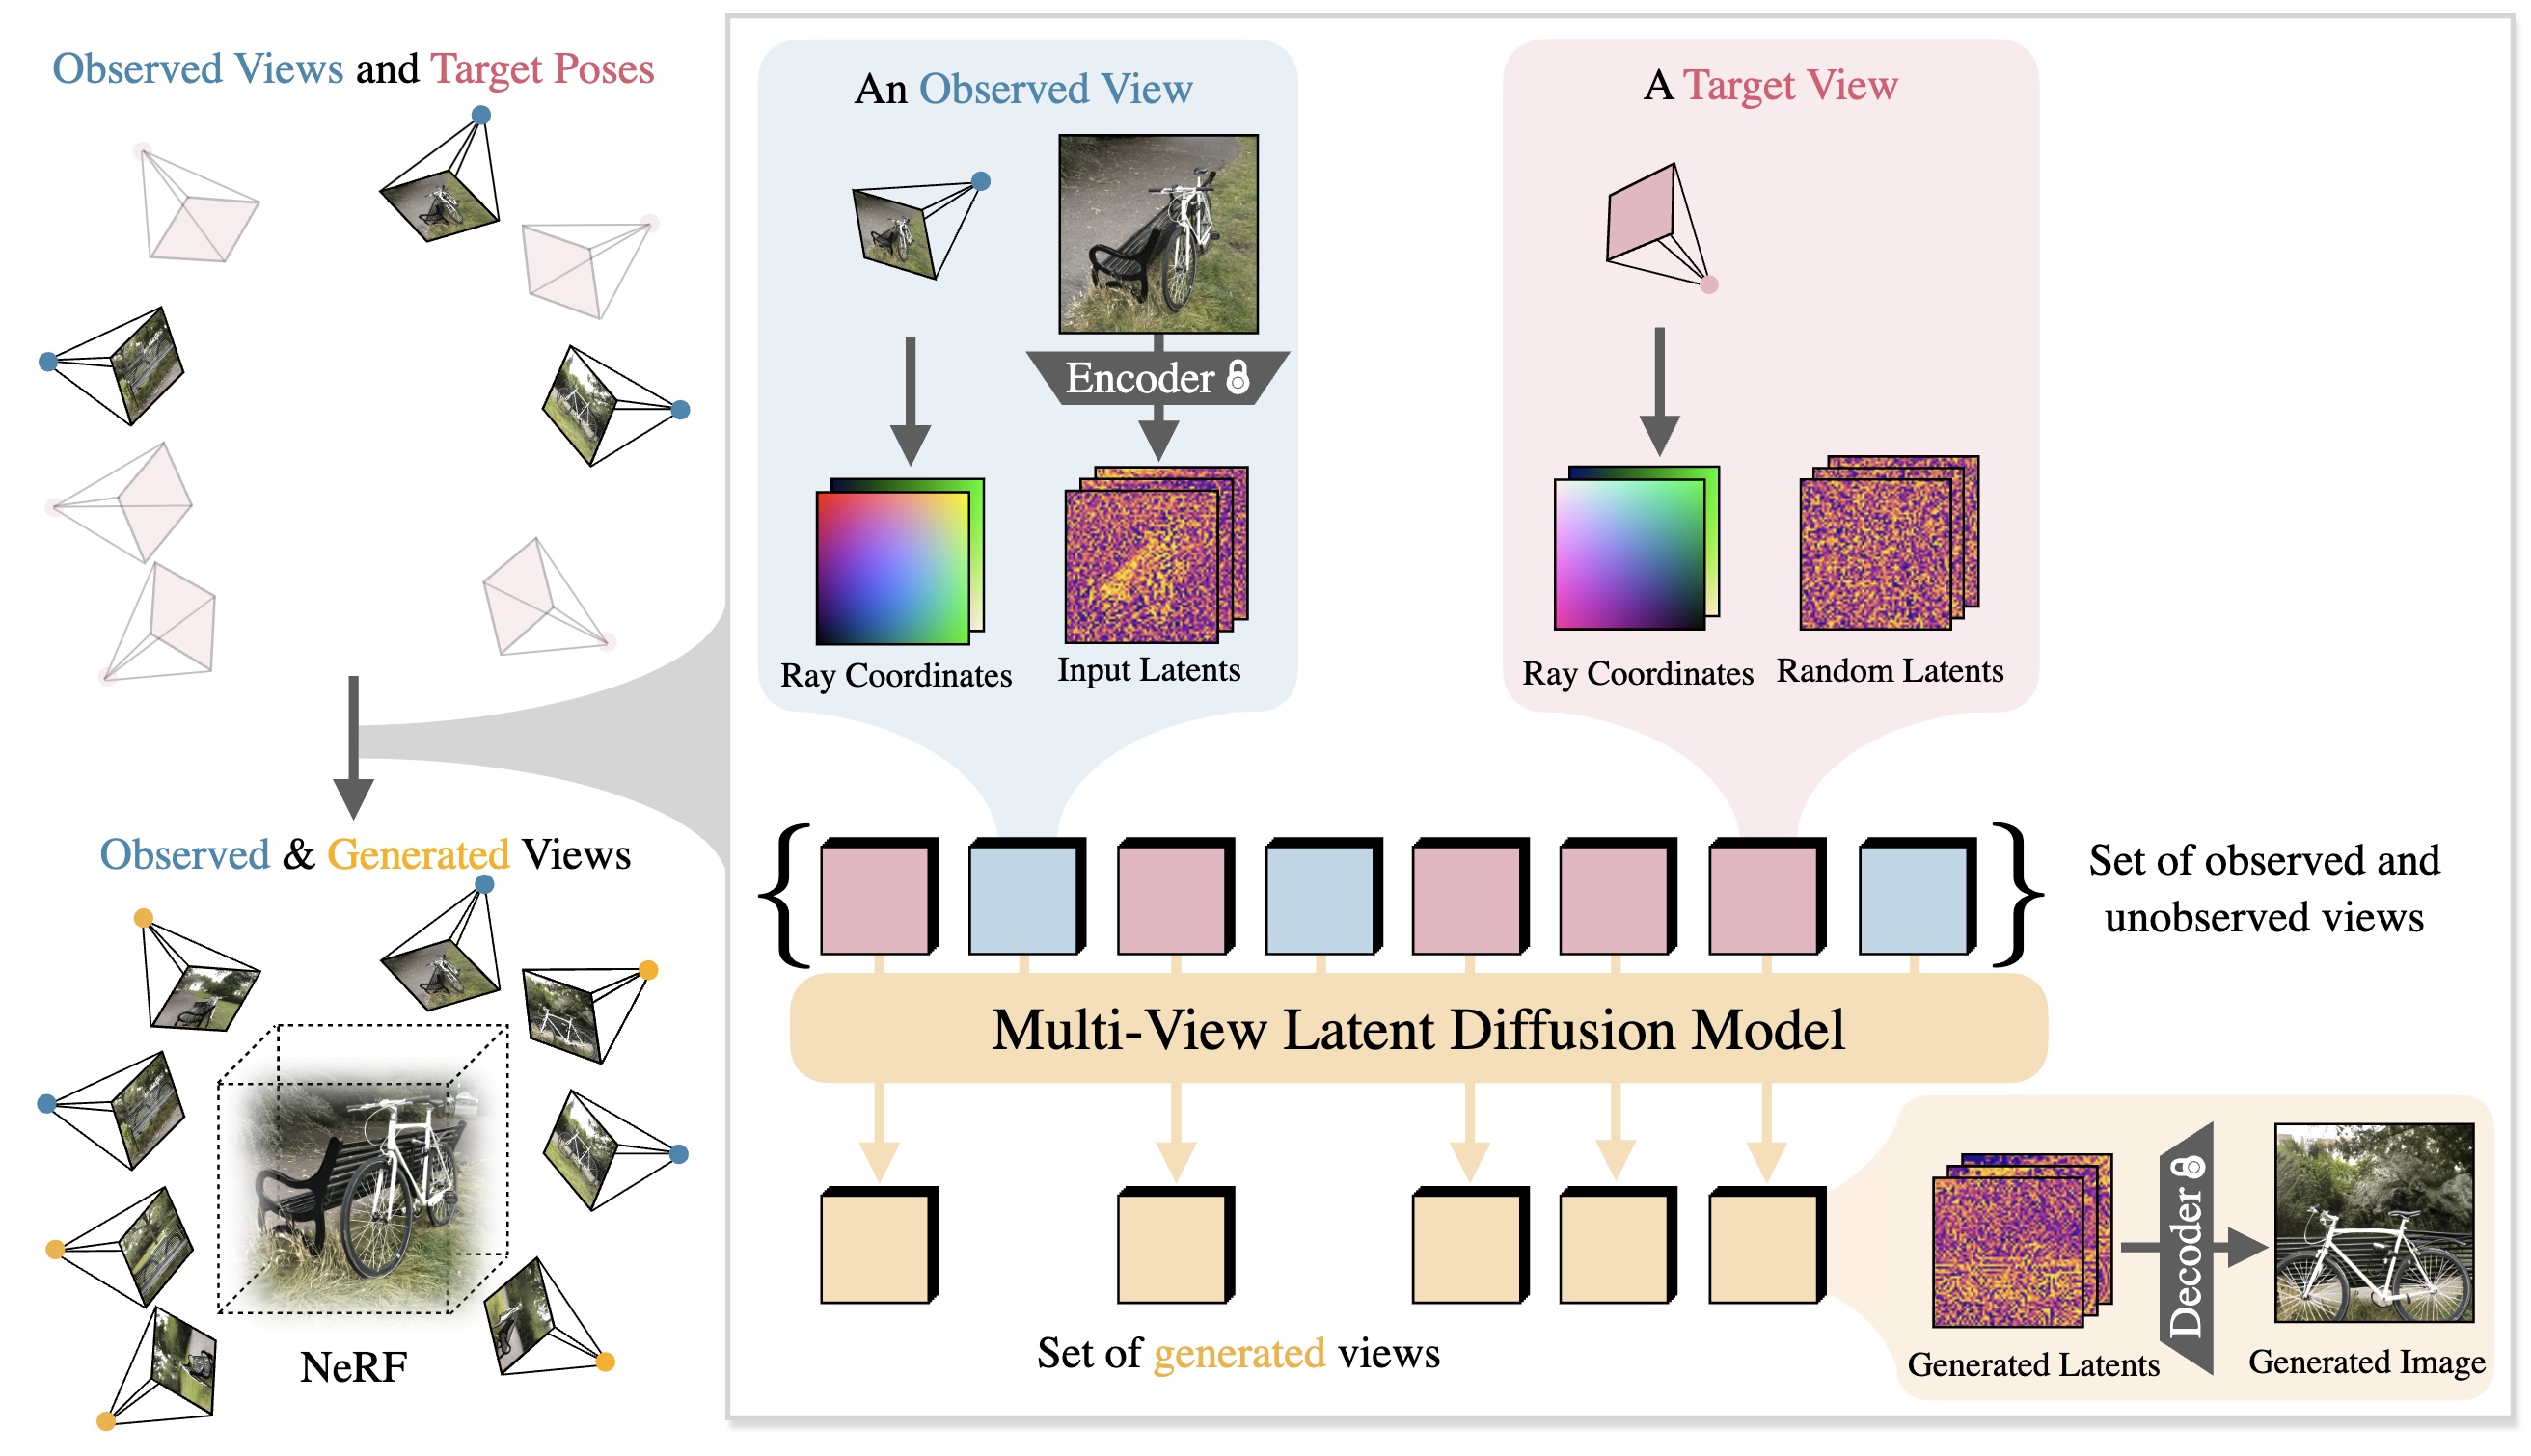 Observed Views and Target Poses
Observed & Generated Views
NeRF
An Observed View
Encoder
Ray Coordinates
Input Latents
A Target View
Ray Coordinates
Random Latents
Set of observed and
unobserved views
Multi-View Latent Diffusion Model
Set of generated views
Generated Latents
Decoder
Generated Image